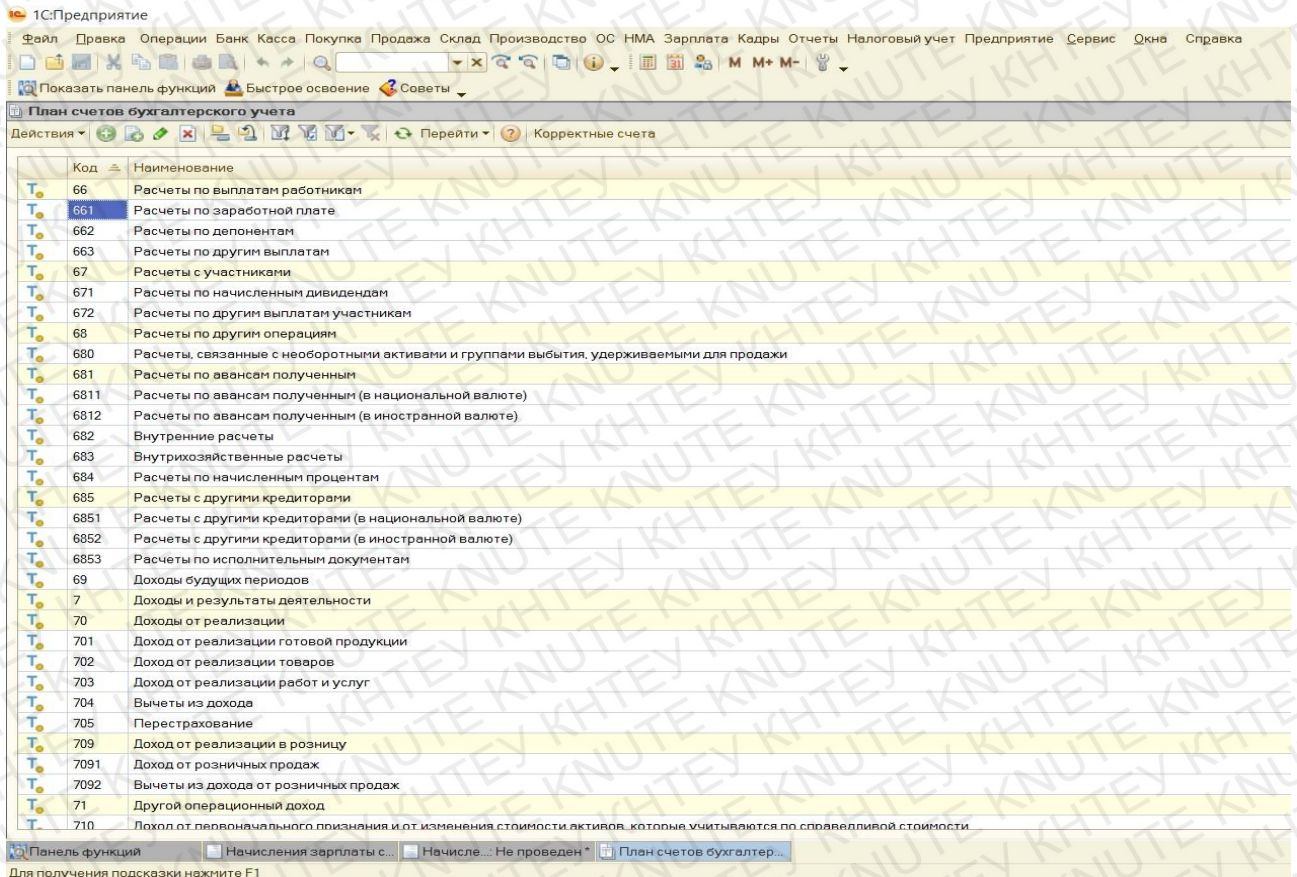 1С:Предприятие
Файл Правка Операции Банк Касса Покупка Продажа Склад Производство ОС НМА Зарплата Кадры Отчеты Налоговый учет Предприятие Сервис Окна Справка
M M+ M-
Показать панель функций Быстрое освоение Советы
План счетов бухгалтерского учета
Действия Перейти Корректные счета
Код Наименование
66 Расчеты по выплатам работникам
661 Расчеты по заработной плате
662 Расчеты по депонентам
663 Расчеты по другим выплатам
67 Расчеты с участниками
671 Расчеты по начисленным дивидендам
672 Расчеты по другим выплатам участникам
68 Расчеты по другим операциям
680 Расчеты, связанные с необоротными активами и группами выбытия, удерживаемыми для продажи
681 Расчеты по авансам полученным
6811 Расчеты по авансам полученным (в национальной валюте)
6812 Расчеты по авансам полученным (в иностранной валюте)
682 Внутренние расчеты
683 Внутрихозяйственные расчеты
684 Расчеты по начисленным процентам
685 Расчеты с другими кредиторами
6851 Расчеты с другими кредиторами (в национальной валюте)
6852 Расчеты с другими кредиторами (в иностранной валюте)
6853 Расчеты по исполнительным документам
69 Доходы будущих периодов
7 Доходы и результаты деятельности
70 Доходы от реализации
701 Доход от реализации готовой продукции
702 Доход от реализации товаров
703 Доход от реализации работ и услуг
704 Вычеты из дохода
705 Перестрахование
709 Доход от реализации в розницу
7091 Доход от розничных продаж
7092 Вычеты из дохода от розничных продаж
71 Другой операционный доход
710 Доход от первоначального признания и от изменения стоимости активов, которые учитываются по справедливой стоимости
Панель функций Начисления зарплаты с... Начисле...: Не проведен * План счетов бухгалтер...
Для получения подсказки нажмите F1